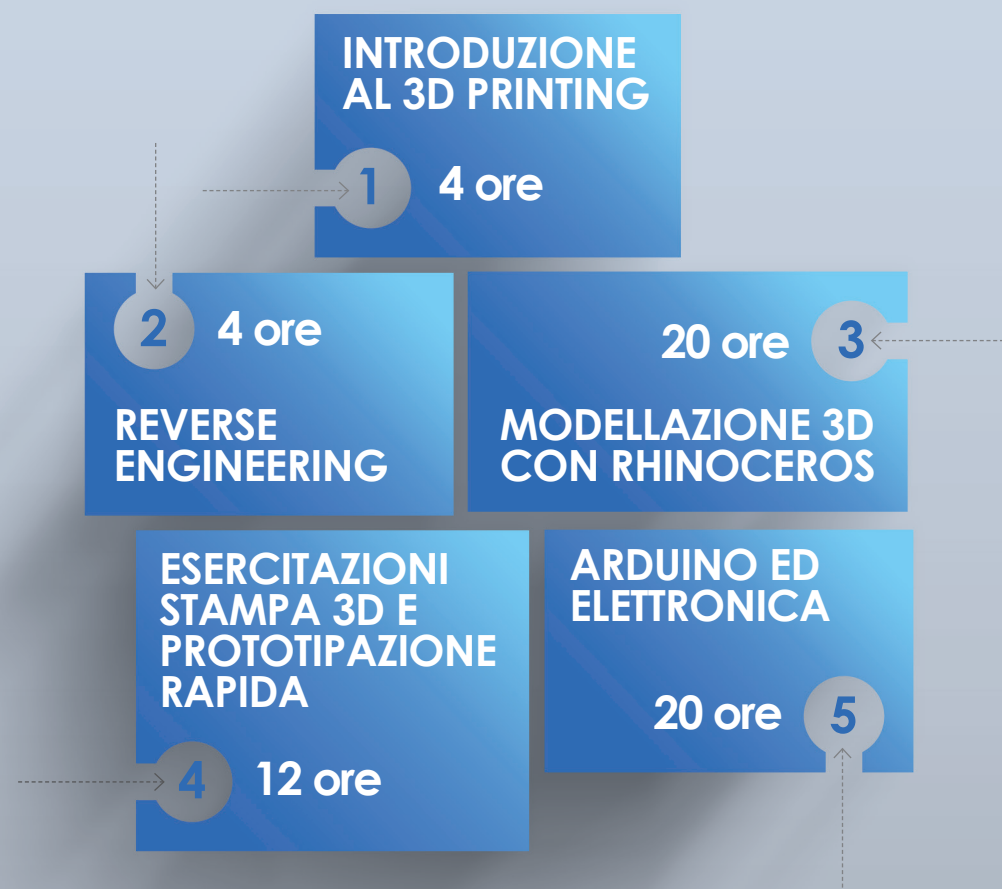 INTRODUZIONE
AL 3D PRINTING
1
4 ore
2
4 ore
REVERSE
ENGINEERING
20 ore
3
MODELLAZIONE 3D
CON RHINOCEROS
ESERCITAZIONI
STAMPA 3D E
PROTOTIPAZIONE
RAPIDA
4
12 ore
ARDUINO ED
ELETTRONICA
20 ore
5